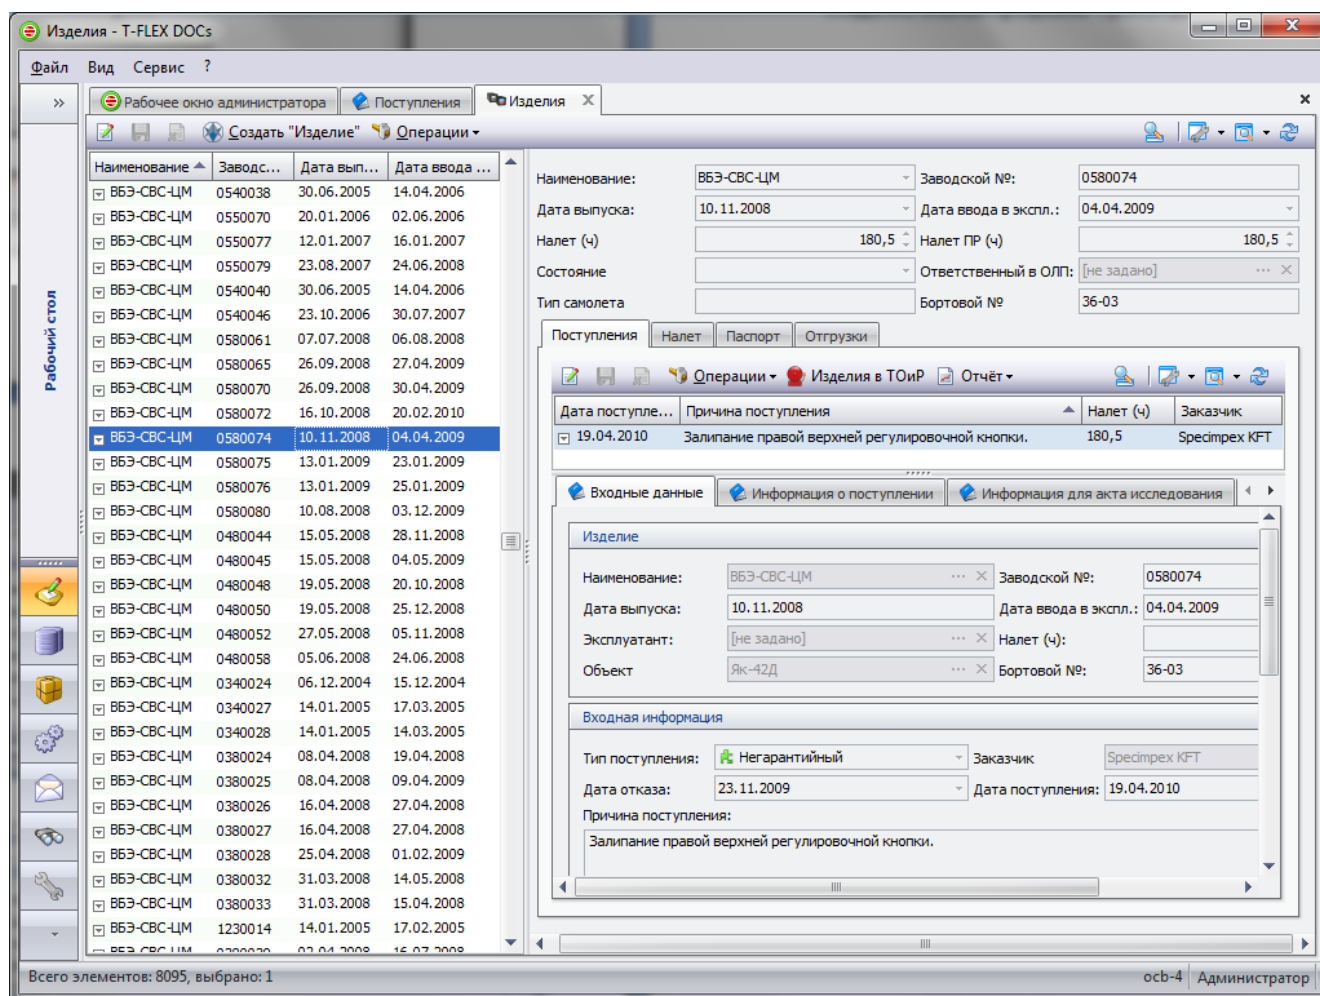 Изделия - T-FLEX DOCs
Файл Вид Сервис ?
Рабочее окно администратора Поступления Изделия
Создать "Изделие" Операции
Рабочий стол
Наименование Заводс... Дата вып... Дата ввода ...
ВБЭ-СВС-ЦМ 0540038 30.06.2005 14.04.2006
ВБЭ-СВС-ЦМ 0550070 20.01.2006 02.06.2006
ВБЭ-СВС-ЦМ 0550077 12.01.2007 16.01.2007
ВБЭ-СВС-ЦМ 0550079 23.08.2007 24.06.2008
ВБЭ-СВС-ЦМ 0540040 30.06.2005 14.04.2006
ВБЭ-СВС-ЦМ 0540046 23.10.2006 30.07.2007
ВБЭ-СВС-ЦМ 0580061 07.07.2008 06.08.2008
ВБЭ-СВС-ЦМ 0580065 26.09.2008 27.04.2009
ВБЭ-СВС-ЦМ 0580070 26.09.2008 30.04.2009
ВБЭ-СВС-ЦМ 0580072 16.10.2008 20.02.2010
ВБЭ-СВС-ЦМ 0580074 10.11.2008 04.04.2009
ВБЭ-СВС-ЦМ 0580075 13.01.2009 23.01.2009
ВБЭ-СВС-ЦМ 0580076 13.01.2009 25.01.2009
ВБЭ-СВС-ЦМ 0580080 10.08.2008 03.12.2009
ВБЭ-СВС-ЦМ 0480044 15.05.2008 28.11.2008
ВБЭ-СВС-ЦМ 0480045 15.05.2008 04.05.2009
ВБЭ-СВС-ЦМ 0480048 19.05.2008 20.10.2008
ВБЭ-СВС-ЦМ 0480050 19.05.2008 25.12.2008
ВБЭ-СВС-ЦМ 0480052 27.05.2008 05.11.2008
ВБЭ-СВС-ЦМ 0480058 05.06.2008 24.06.2008
ВБЭ-СВС-ЦМ 0340024 06.12.2004 15.12.2004
ВБЭ-СВС-ЦМ 0340027 14.01.2005 17.03.2005
ВБЭ-СВС-ЦМ 0340028 14.01.2005 14.03.2005
ВБЭ-СВС-ЦМ 0380024 08.04.2008 19.04.2008
ВБЭ-СВС-ЦМ 0380025 08.04.2008 09.04.2009
ВБЭ-СВС-ЦМ 0380026 16.04.2008 27.04.2008
ВБЭ-СВС-ЦМ 0380027 16.04.2008 27.04.2008
ВБЭ-СВС-ЦМ 0380028 25.04.2008 01.02.2009
ВБЭ-СВС-ЦМ 0380032 31.03.2008 14.05.2008
ВБЭ-СВС-ЦМ 0380033 31.03.2008 15.04.2008
ВБЭ-СВС-ЦМ 1230014 14.01.2005 17.02.2005
Наименование: ВБЭ-СВС-ЦМ Заводской №: 0580074
Дата выпуска: 10.11.2008 Дата ввода в экспл.: 04.04.2009
Налет (ч) 180,5 Налет ПР (ч) 180,5
Состояние Ответственный в ОЛП: [не задано]
Тип самолета Бортовой № 36-03
Поступления Налет Паспорт Отгрузки
Операции Изделия в ТОиР Отчёт
Дата поступле... Причина поступления Налет (ч) Заказчик
19.04.2010 Залипание правой верхней регулировочной кнопки. 180,5 Specimpex KFT
Входные данные Информация о поступлении Информация для акта исследования
Изделие
Наименование: ВБЭ-СВС-ЦМ Заводской №: 0580074
Дата выпуска: 10.11.2008 Дата ввода в экспл.: 04.04.2009
Эксплуатант: [не задано] Налет (ч):
Объект Як-42Д Бортовой №: 36-03
Входная информация
Тип поступления: Негарантийный Заказчик Specimpex KFT
Дата отказа: 23.11.2009 Дата поступления: 19.04.2010
Причина поступления:
Залипание правой верхней регулировочной кнопки.
Всего элементов: 8095, выбрано: 1 ocb-4 Администратор